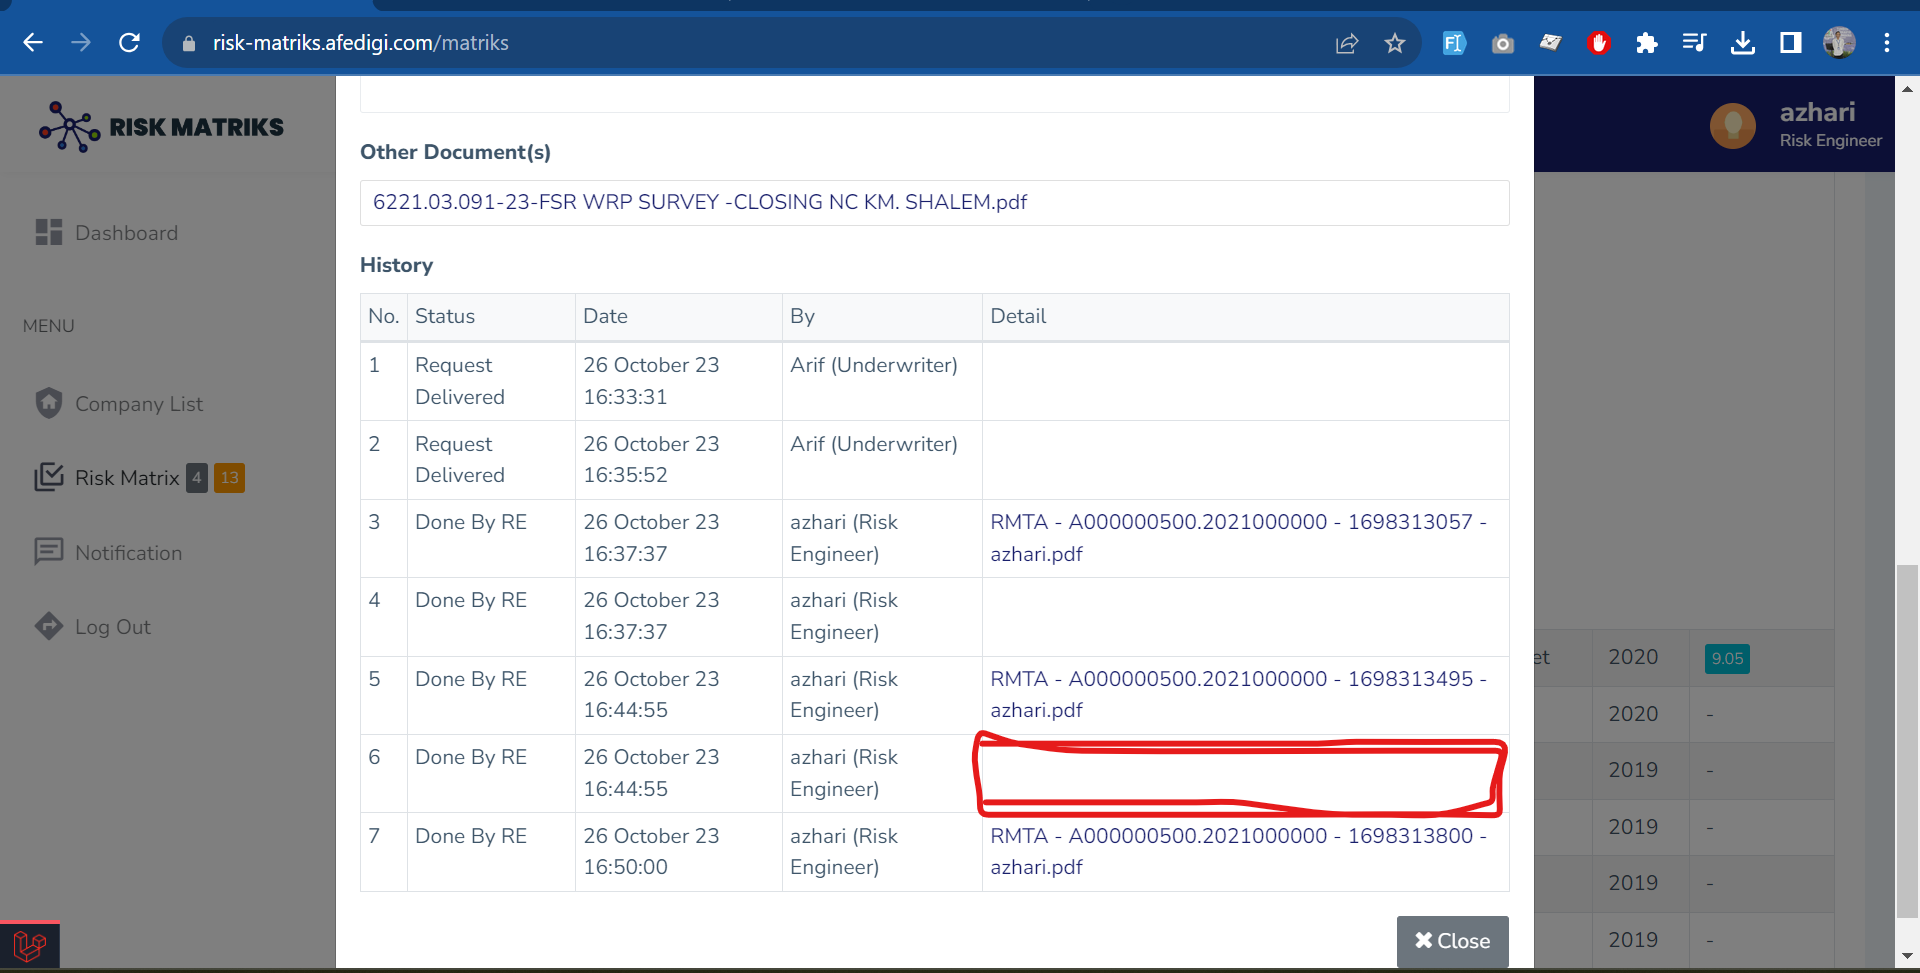 risk-matriks.afedigi.com/matriks
RISK MATRIKS
azhari
Risk Engineer
Dashboard
MENU
Company List
Risk Matrix 4 13
Notification
Log Out
Other Document(s)
6221.03.091-23-FSR WRP SURVEY -CLOSING NC KM. SHALEM.pdf
History
No. Status Date By Detail
1 Request Delivered 26 October 23 16:33:31 Arif (Underwriter)
2 Request Delivered 26 October 23 16:35:52 Arif (Underwriter)
3 Done By RE 26 October 23 16:37:37 azhari (Risk Engineer) RMTA - A000000500.2021000000 - 1698313057 - azhari.pdf
4 Done By RE 26 October 23 16:37:37 azhari (Risk Engineer)
5 Done By RE 26 October 23 16:44:55 azhari (Risk Engineer) RMTA - A000000500.2021000000 - 1698313495 - azhari.pdf
6 Done By RE 26 October 23 16:44:55 azhari (Risk Engineer)
7 Done By RE 26 October 23 16:50:00 azhari (Risk Engineer) RMTA - A000000500.2021000000 - 1698313800 - azhari.pdf
Close
et 2020 9.05
2020 -
2019 -
2019 -
2019 -
2019 -